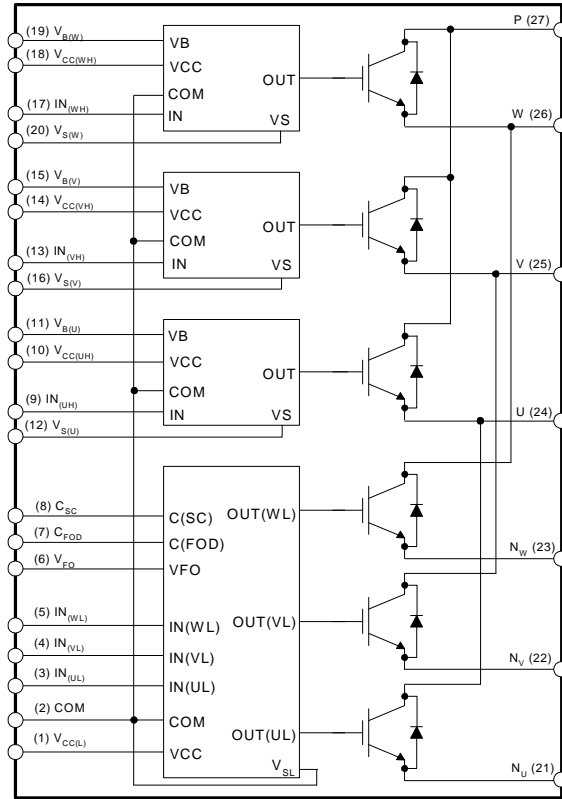 (19) VB(W)
VB
P (27)
(18) VCC(WH)
VCC
OUT
COM
(17) IN(WH)
IN
VS
W (26)
(20) VS(W)
(15) VB(V)
VB
(14) VCC(VH)
VCC
OUT
COM
(13) IN(VH)
IN
VS
V (25)
(16) VS(V)
(11) VB(U)
VB
(10) VCC(UH)
VCC
OUT
COM
(9) IN(UH)
IN
VS
U (24)
(12) VS(U)
(8) CSC
C(SC)
OUT(WL)
(7) CFOD
C(FOD)
(6) VFO
VFO
NW (23)
(5) IN(WL)
IN(WL)
OUT(VL)
(4) IN(VL)
IN(VL)
NV (22)
(3) IN(UL)
IN(UL)
(2) COM
COM
OUT(UL)
(1) VCC(L)
VCC
VSL
NU (21)